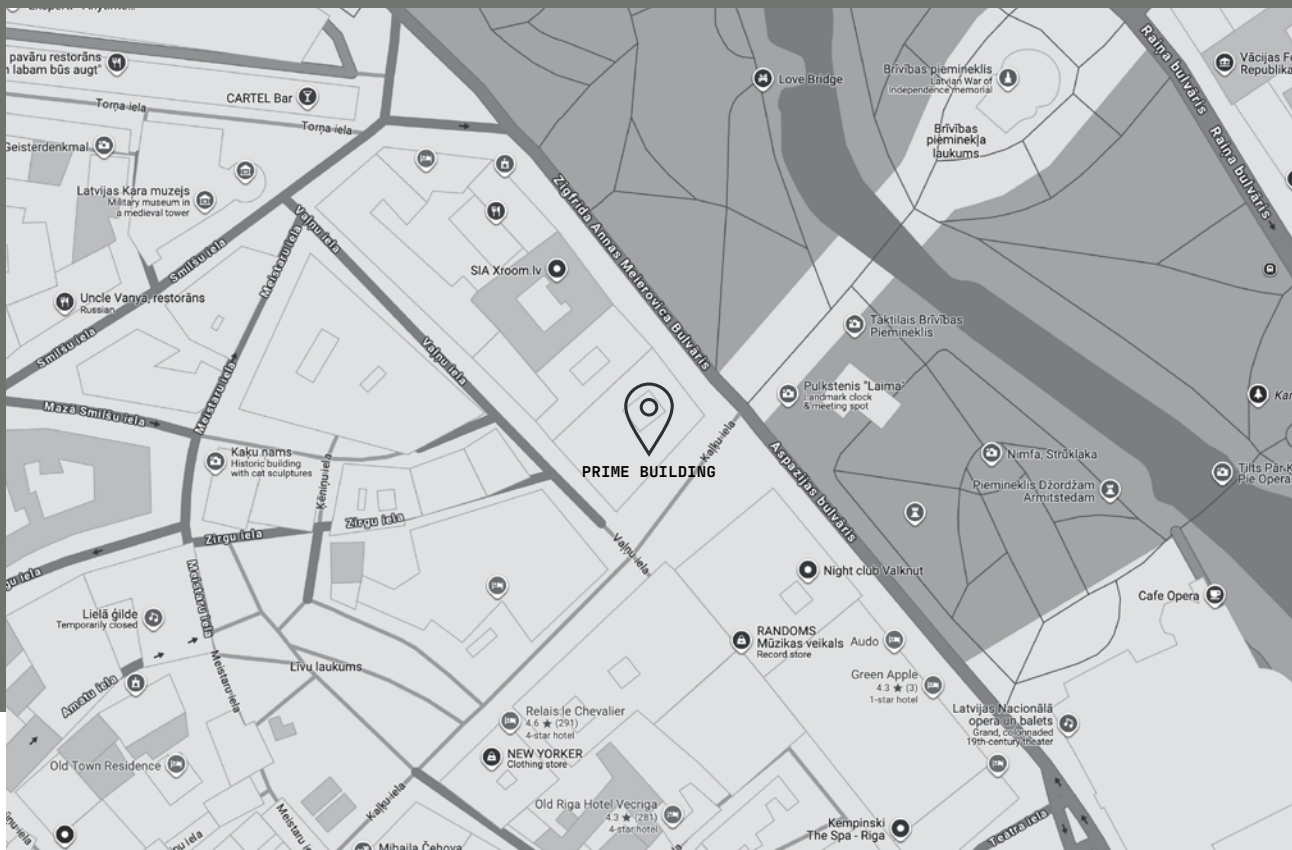 pavāru restorāns
labam būs augt"
Torņa iela
CARTEL Bar
Torņa iela
Geisterdenkmal
Latvijas Kara muzejs
Military museum in
a medieval tower
Smilšu iela
Meistaru iela
Vaļņu iela
Uncle Vanya, restorāns
Russian
Smilšu iela
Mazā Smilšu iela
Meistaru iela
Vaļņu iela
SIA Xroom.lv
Zigfrīda Annas Meierovica Bulvāris
Love Bridge
Brīvības piemineklis
Latvian War of
Independence memorial
Brīvības
pieminekļa
laukums
Raiņa bulvāris
Raiņa bulvāris
Vācijas
Republika
Taktilais Brīvības
Piemineklis
Pulkstenis "Laima"
Landmark clock
& meeting spot
PRIME BUILDING
Kaļķu iela
Aspazijas bulvāris
Kaķu nams
Historic building
with cat sculptures
Ķēniņu iela
Zirgu iela
Zirgu iela
Vaļņu iela
Nimfa, Strūklaka
Piemineklis Džordžam
Armitstedam
Tilts Pār
Pie Opera
Night club Valknut
Cafe Opera
Meistaru iela
Lielā ģilde
Temporarily closed
Amatu iela
Meistaru iela
Līvu laukums
RANDOMS
Mūzikas veikals
Record store
Audo
Green Apple
4.3 ★ (3)
1-star hotel
Latvijas Nacionālā
opera un balets
Grand, colonnaded
19th-century theater
Relais le Chevalier
4.6 ★ (291)
4-star hotel
NEW YORKER
Clothing store
Old Town Residence
Kaļķu iela
Old Riga Hotel Vecriga
4.3 ★ (281)
4-star hotel
Kempinski
The Spa - Riga
Teātra iela
Meistaru
Mihaila Čehova